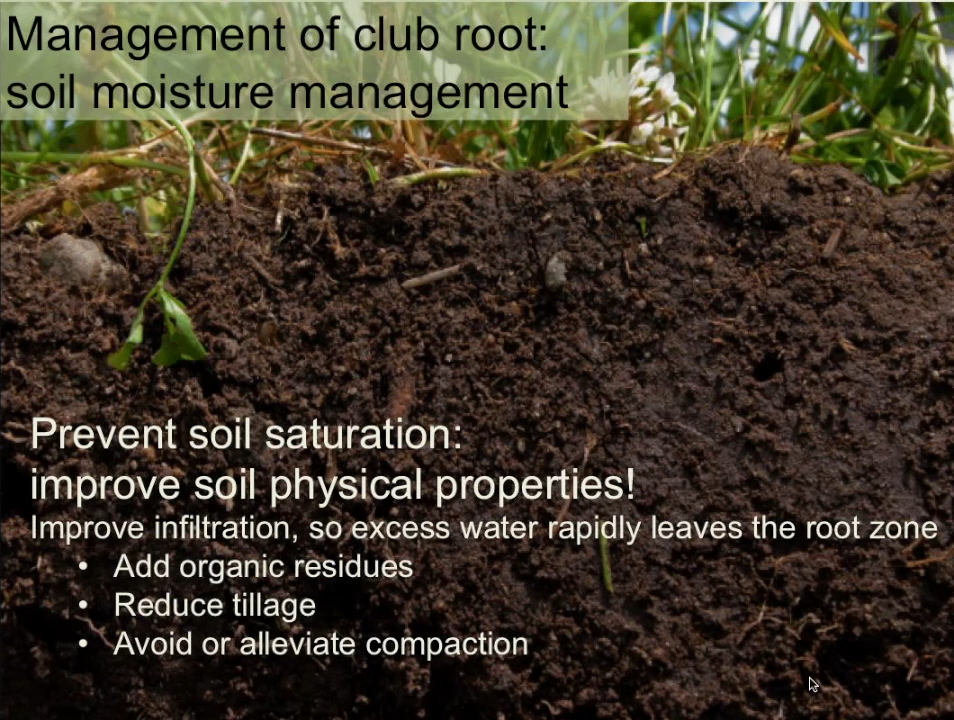 Management of club root:
soil moisture management
Prevent soil saturation:
improve soil physical properties!
Improve infiltration, so excess water rapidly leaves the root zone
• Add organic residues
• Reduce tillage
• Avoid or alleviate compaction